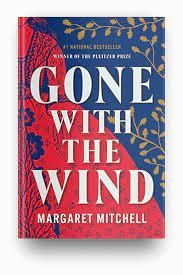 #1 NATIONAL BESTSELLER
WINNER OF THE PULITZER PRIZE
GONE
WITH
THE
WIND
MARGARET MITCHELL